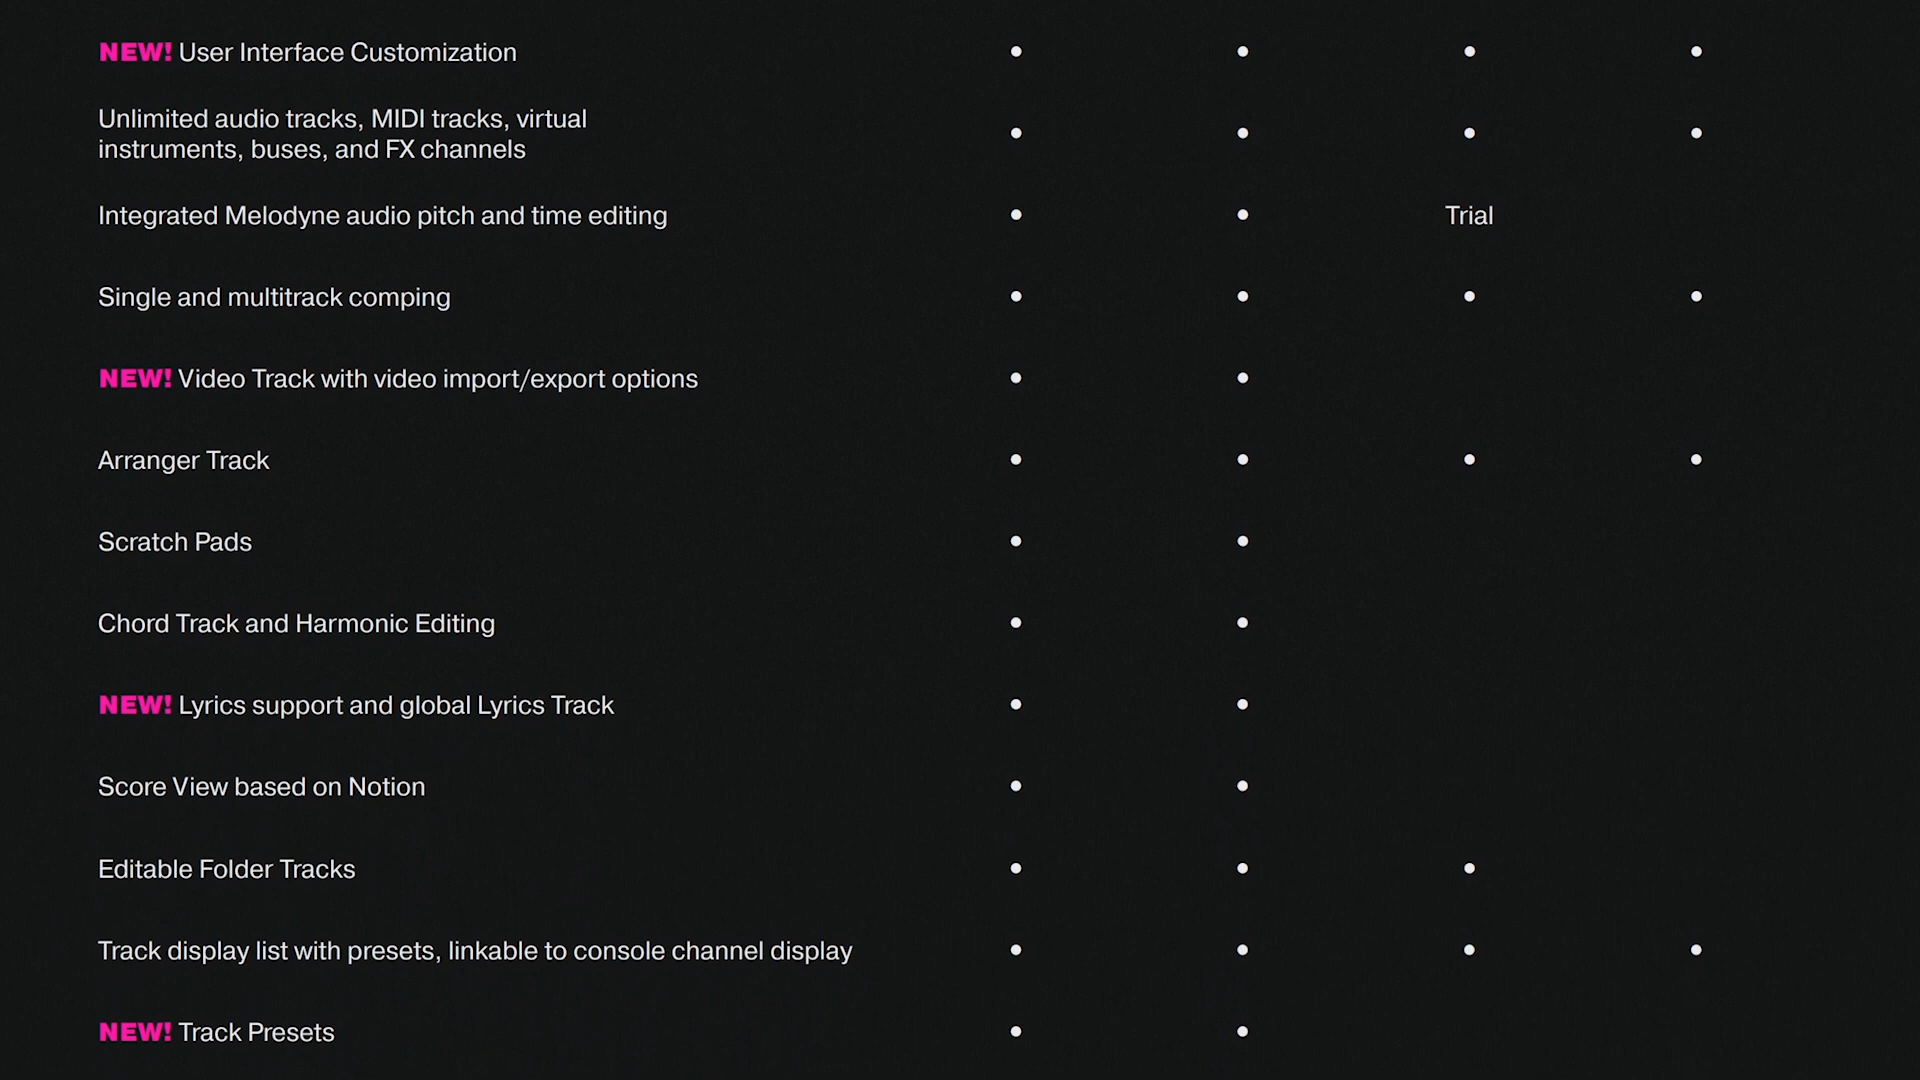 NEW! User Interface Customization • • • •
Unlimited audio tracks, MIDI tracks, virtual
instruments, buses, and FX channels • • • •
Integrated Melodyne audio pitch and time editing • • Trial
Single and multitrack comping • • • •
NEW! Video Track with video import/export options • •
Arranger Track • • • •
Scratch Pads • •
Chord Track and Harmonic Editing • •
NEW! Lyrics support and global Lyrics Track • •
Score View based on Notion • •
Editable Folder Tracks • • •
Track display list with presets, linkable to console channel display • • • •
NEW! Track Presets • •